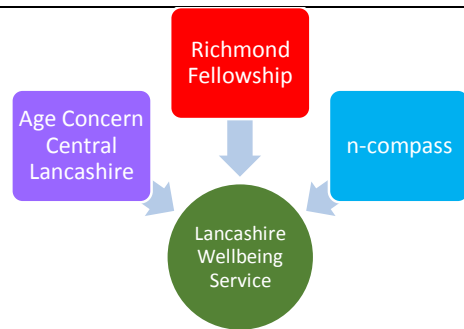 Richmond
Fellowship
Age Concern
Central
Lancashire
n-compass
Lancashire
Wellbeing
Service